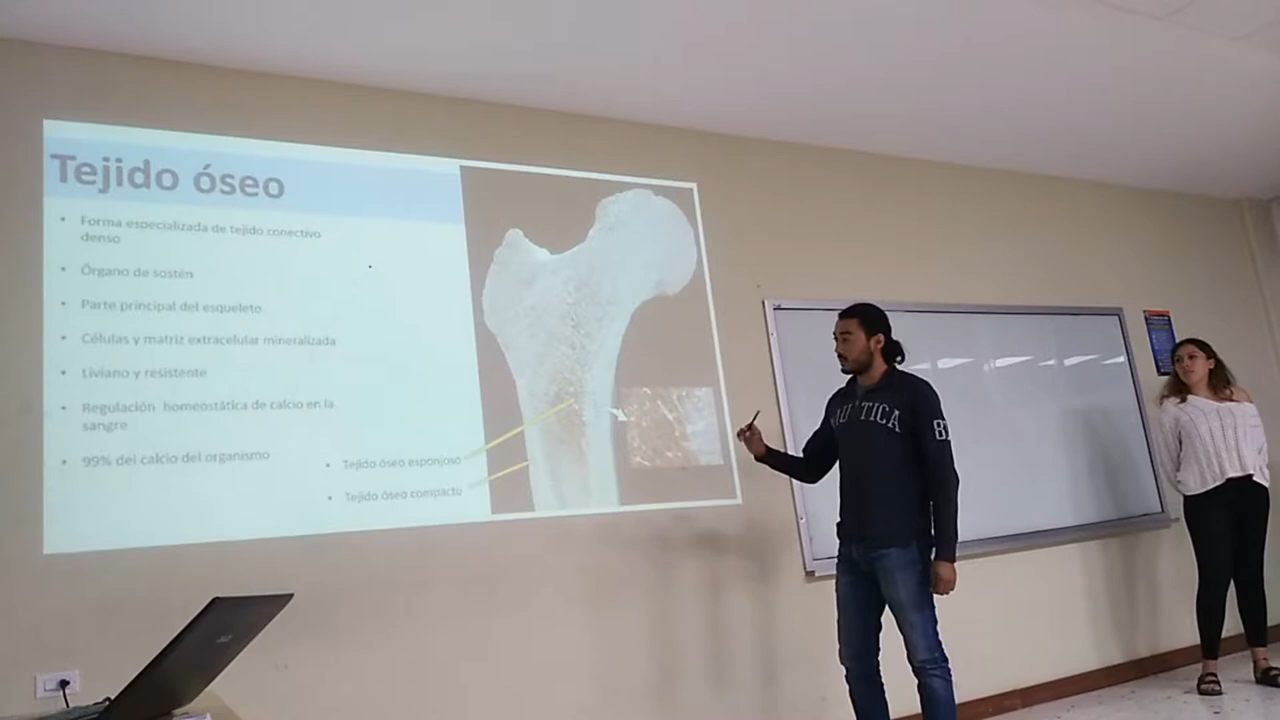 Tejido óseo
• Forma especializada de tejido conectivo
denso
• Órgano de sostén
• Parte principal del esqueleto
• Células y matriz extracelular mineralizada
• Liviano y resistente
• Regulación homeostática de calcio en la
sangre
• 99% del calcio del organismo
• Tejido óseo esponjoso
• Tejido óseo compacto
NAUTICA